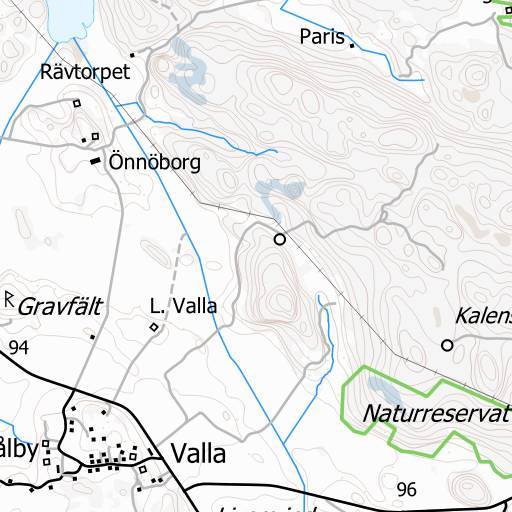 Paris
Rävtorpet
Önnöborg
Gravfält
L. Valla
Kalens
94
Naturreservat
ålby
Valla
96